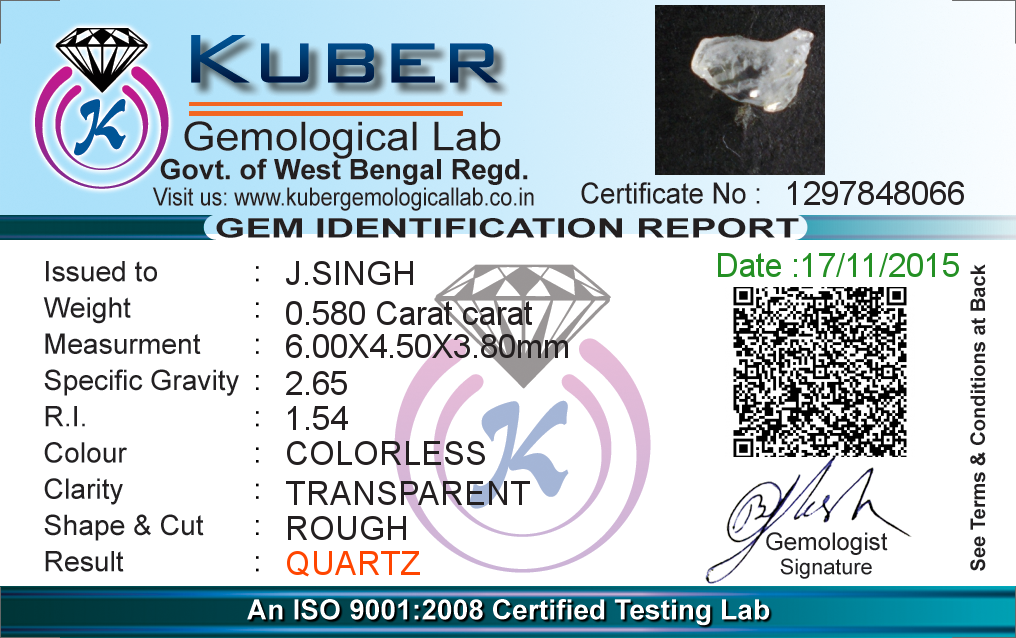 K
KUBER
Gemological Lab
Govt. of West Bengal Regd.
Visit us: www.kubergemologicallab.co.in
Certificate No : 1297848066
GEM IDENTIFICATION REPORT
Date :17/11/2015
Issued to : J.SINGH
Weight : 0.580 Carat carat
Measurment : 6.00X4.50X3.80mm
Specific Gravity : 2.65
R.I. : 1.54
Colour : COLORLESS
Clarity : TRANSPARENT
Shape & Cut : ROUGH
Result : QUARTZ
K
Gemologist
Signature
See Terms & Conditions at Back
An ISO 9001:2008 Certified Testing Lab